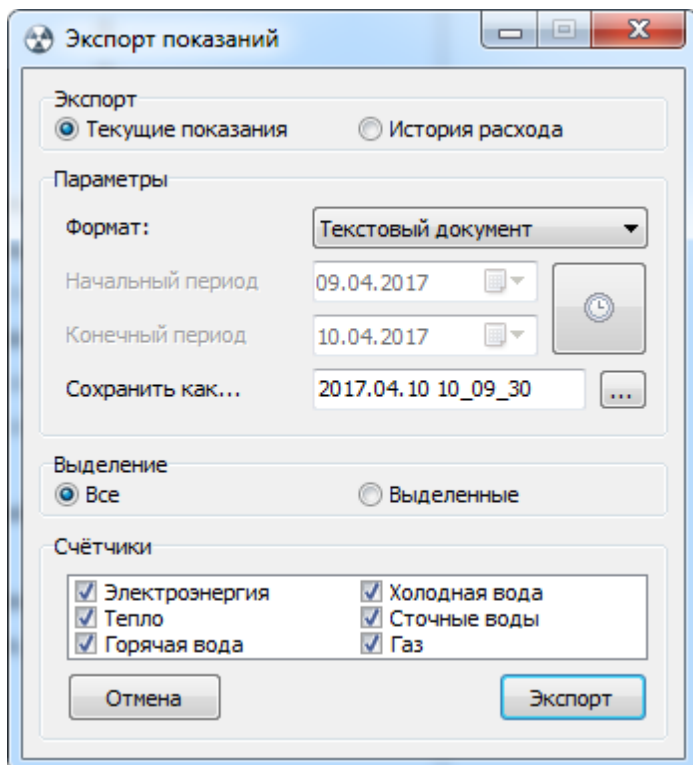 Экспорт показаний
Экспорт
Текущие показания История расхода
Параметры
Формат: Текстовый документ
Начальный период 09.04.2017
Конечный период 10.04.2017
Сохранить как... 2017.04.10 10_09_30 ...
Выделение
Все Выделенные
Счётчики
Электроэнергия Холодная вода
Тепло Сточные воды
Горячая вода Газ
Отмена Экспорт